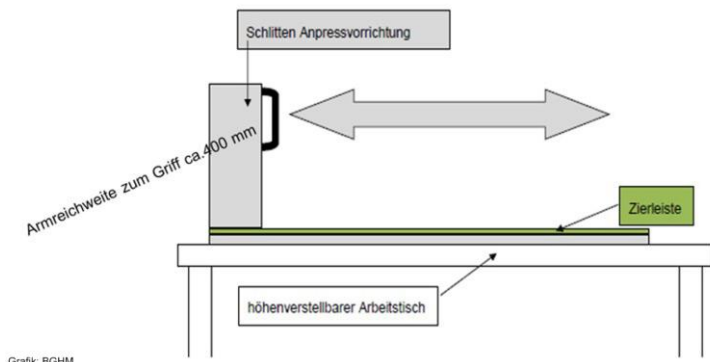 Schlitten Anpressvorrichtung
Armreichweite zum Griff ca.400 mm
Zierleiste
höhenverstellbarer Arbeitstisch
Grafik: BGHM